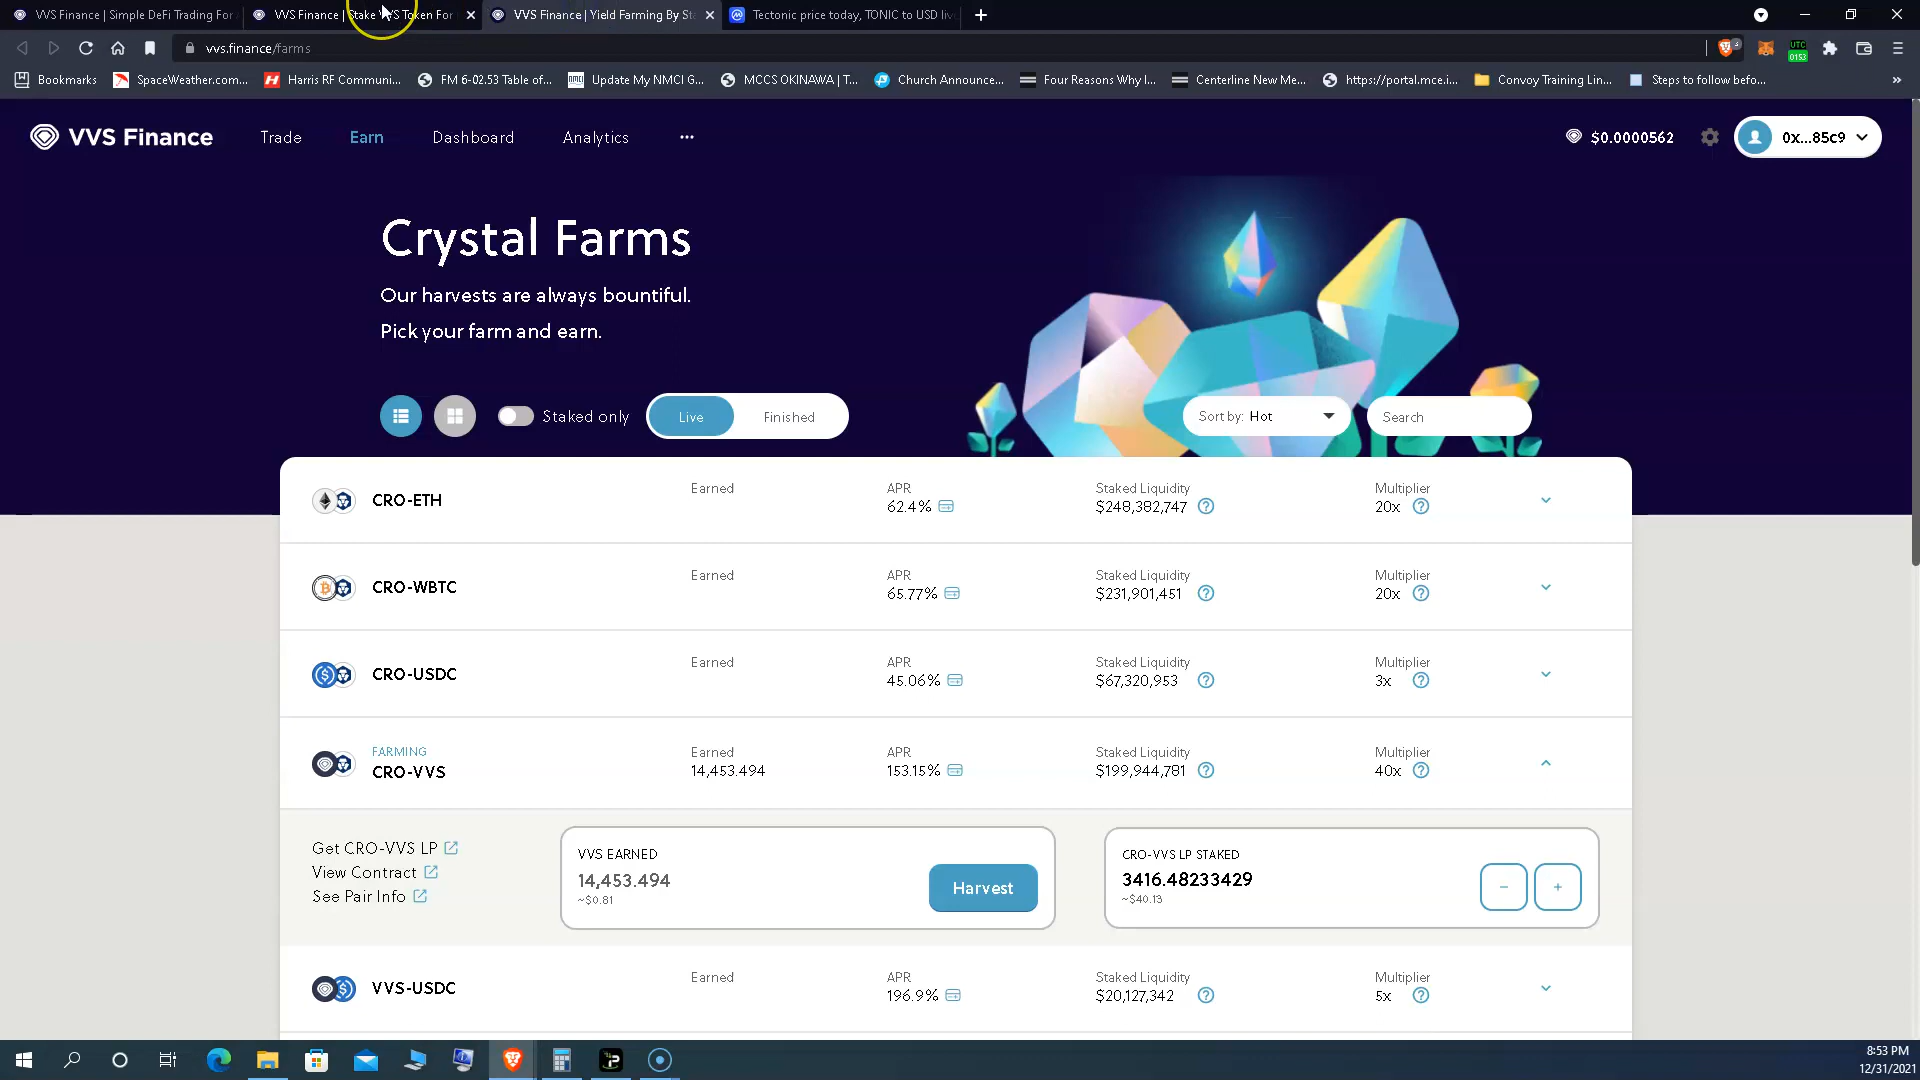 VVS Finance | Simple DeFi Trading For
VVS Finance | Stake VVS Token For
VVS Finance | Yield Farming By Sta
Tectonic price today, TONIC to USD live
vvs.finance/farms
3
UTC
0153
Bookmarks
SpaceWeather.com...
Harris RF Communi...
FM 6-02.53 Table of...
Update My NMCI G...
MCCS OKINAWA | T...
Church Announce...
Four Reasons Why I...
Centerline New Me...
https://portal.mce.i...
Convoy Training Lin...
Steps to follow befo...
»
VVS Finance
Trade
Earn
Dashboard
Analytics
$0.0000562
0x...85c9
Crystal Farms
Our harvests are always bountiful.
Pick your farm and earn.
Staked only
Live
Finished
Sort by: Hot
Search
CRO-ETH
Earned
APR
62.4%
Staked Liquidity
$248,382,747
Multiplier
20x
CRO-WBTC
Earned
APR
65.77%
Staked Liquidity
$231,901,451
Multiplier
20x
CRO-USDC
Earned
APR
45.06%
Staked Liquidity
$67,320,953
Multiplier
3x
FARMING
CRO-VVS
Earned
14,453.494
APR
153.15%
Staked Liquidity
$199,944,781
Multiplier
40x
Get CRO-VVS LP
View Contract
See Pair Info
VVS EARNED
14,453.494
~$0.81
Harvest
CRO-VVS LP STAKED
3416.48233429
~$40.13
VVS-USDC
Earned
APR
196.9%
Staked Liquidity
$20,127,342
Multiplier
5x
8:53 PM
12/31/2021